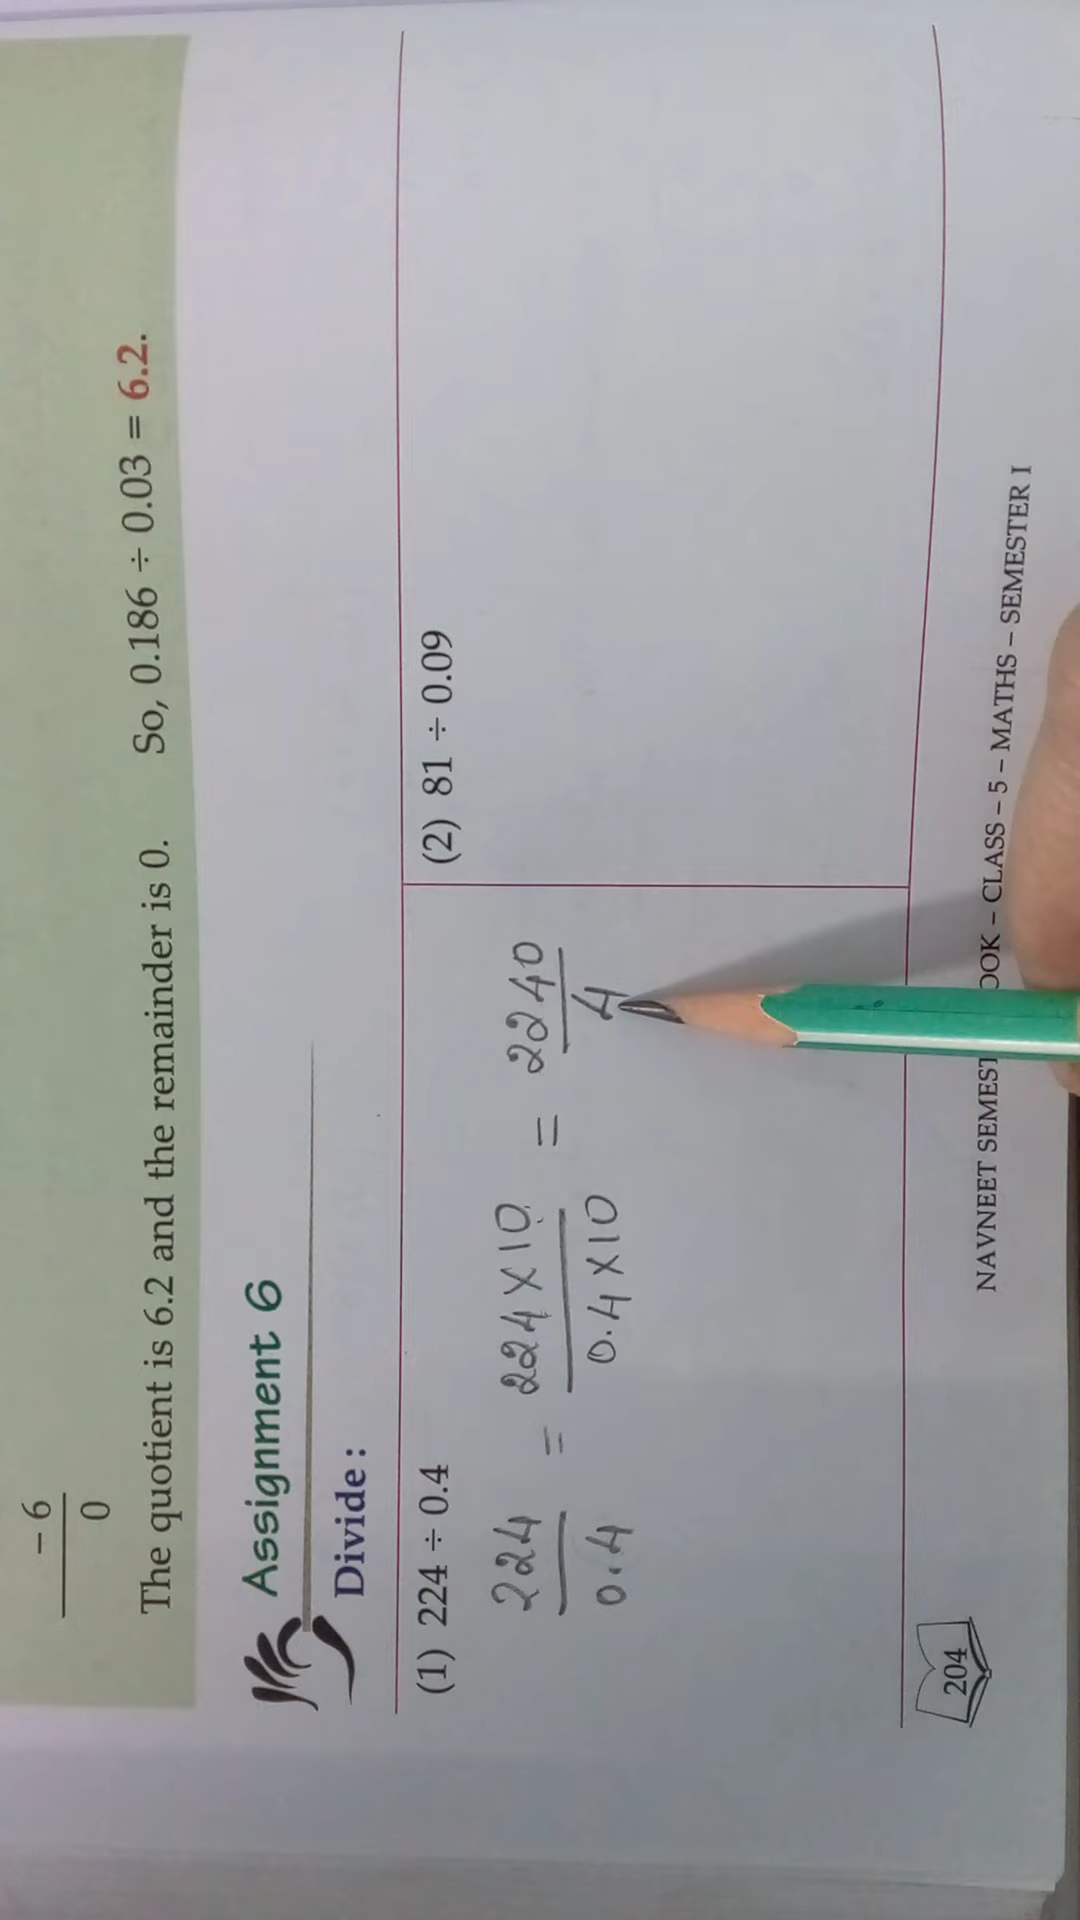 – 6
0
The quotient is 6.2 and the remainder is 0. So, 0.186 ÷ 0.03 = 6.2.
Assignment 6
Divide :
(1) 224 ÷ 0.4
224/0.4 = 224×10/0.4×10 = 2240/4
(2) 81 ÷ 0.09
204
NAVNEET SEMEST OOK – CLASS – 5 – MATHS – SEMESTER I